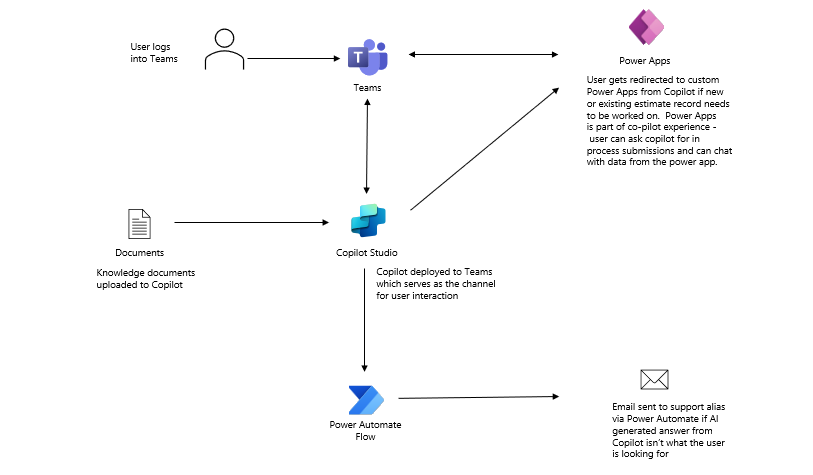 User logs
into Teams
T
Teams
Power Apps
User gets redirected to custom
Power Apps from Copilot if new
or existing estimate record needs
to be worked on.  Power Apps
is part of co-pilot experience -
user can ask copilot for in
process submissions and can chat
with data from the power app.
Documents
Knowledge documents
uploaded to Copilot
Copilot Studio
Copilot deployed to Teams
which serves as the channel
for user interaction
Power Automate
Flow
Email sent to support alias
via Power Automate if AI
generated answer from
Copilot isn't what the user
is looking for